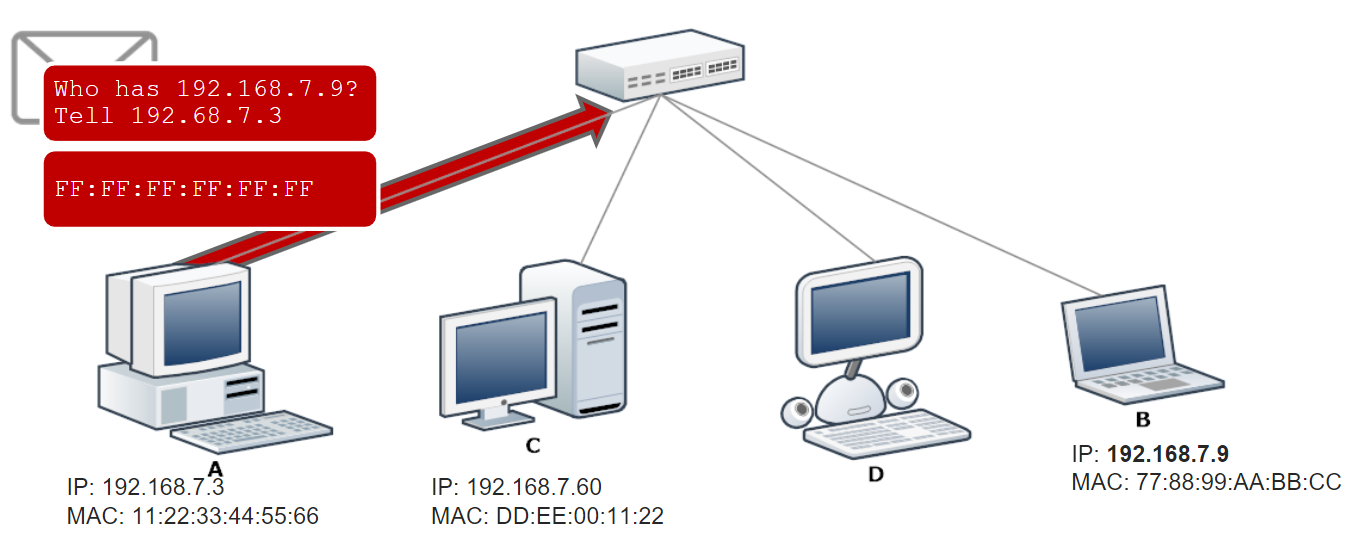 Who has 192.168.7.9?
Tell 192.68.7.3
FF:FF:FF:FF:FF:FF
A
IP: 192.168.7.3
MAC: 11:22:33:44:55:66
C
IP: 192.168.7.60
MAC: DD:EE:00:11:22
D
B
IP: 192.168.7.9
MAC: 77:88:99:AA:BB:CC